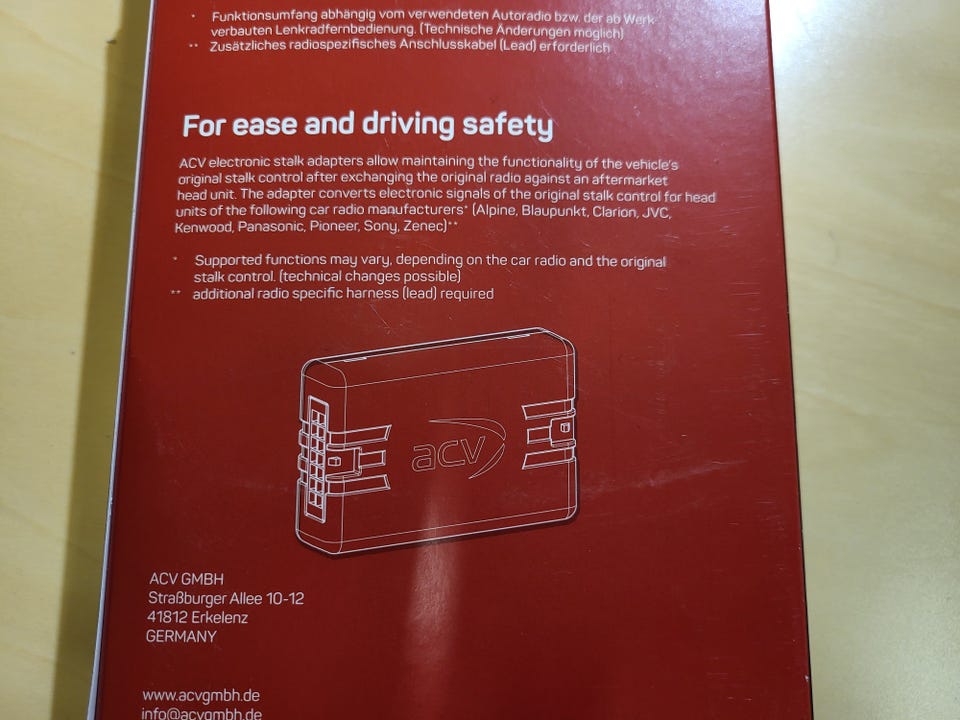 * Funktionsumfang abhängig vom verwendeten Autoradio bzw. der ab Werk
verbauten Lenkradfernbedienung. (Technische Änderungen möglich)
** Zusätzliches radiospezifisches Anschlusskabel (Lead) erforderlich
For ease and driving safety
ACV electronic stalk adapters allow maintaining the functionality of the vehicle's
original stalk control after exchanging the original radio against an aftermarket
head unit. The adapter converts electronic signals of the original stalk control for head
units of the following car radio manufacturers* (Alpine, Blaupunkt, Clarion, JVC,
Kenwood, Panasonic, Pioneer, Sony, Zenec)**
* Supported functions may vary, depending on the car radio and the original
stalk control. (technical changes possible)
** additional radio specific harness (lead) required
acv
ACV GMBH
Straßburger Allee 10-12
41812 Erkelenz
GERMANY
www.acvgmbh.de
info@acvgmbh.de